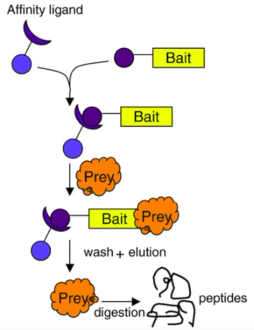 Affinity ligand
Bait
Bait
Prey
Bait Prey
wash + elution
Prey
digestion
peptides